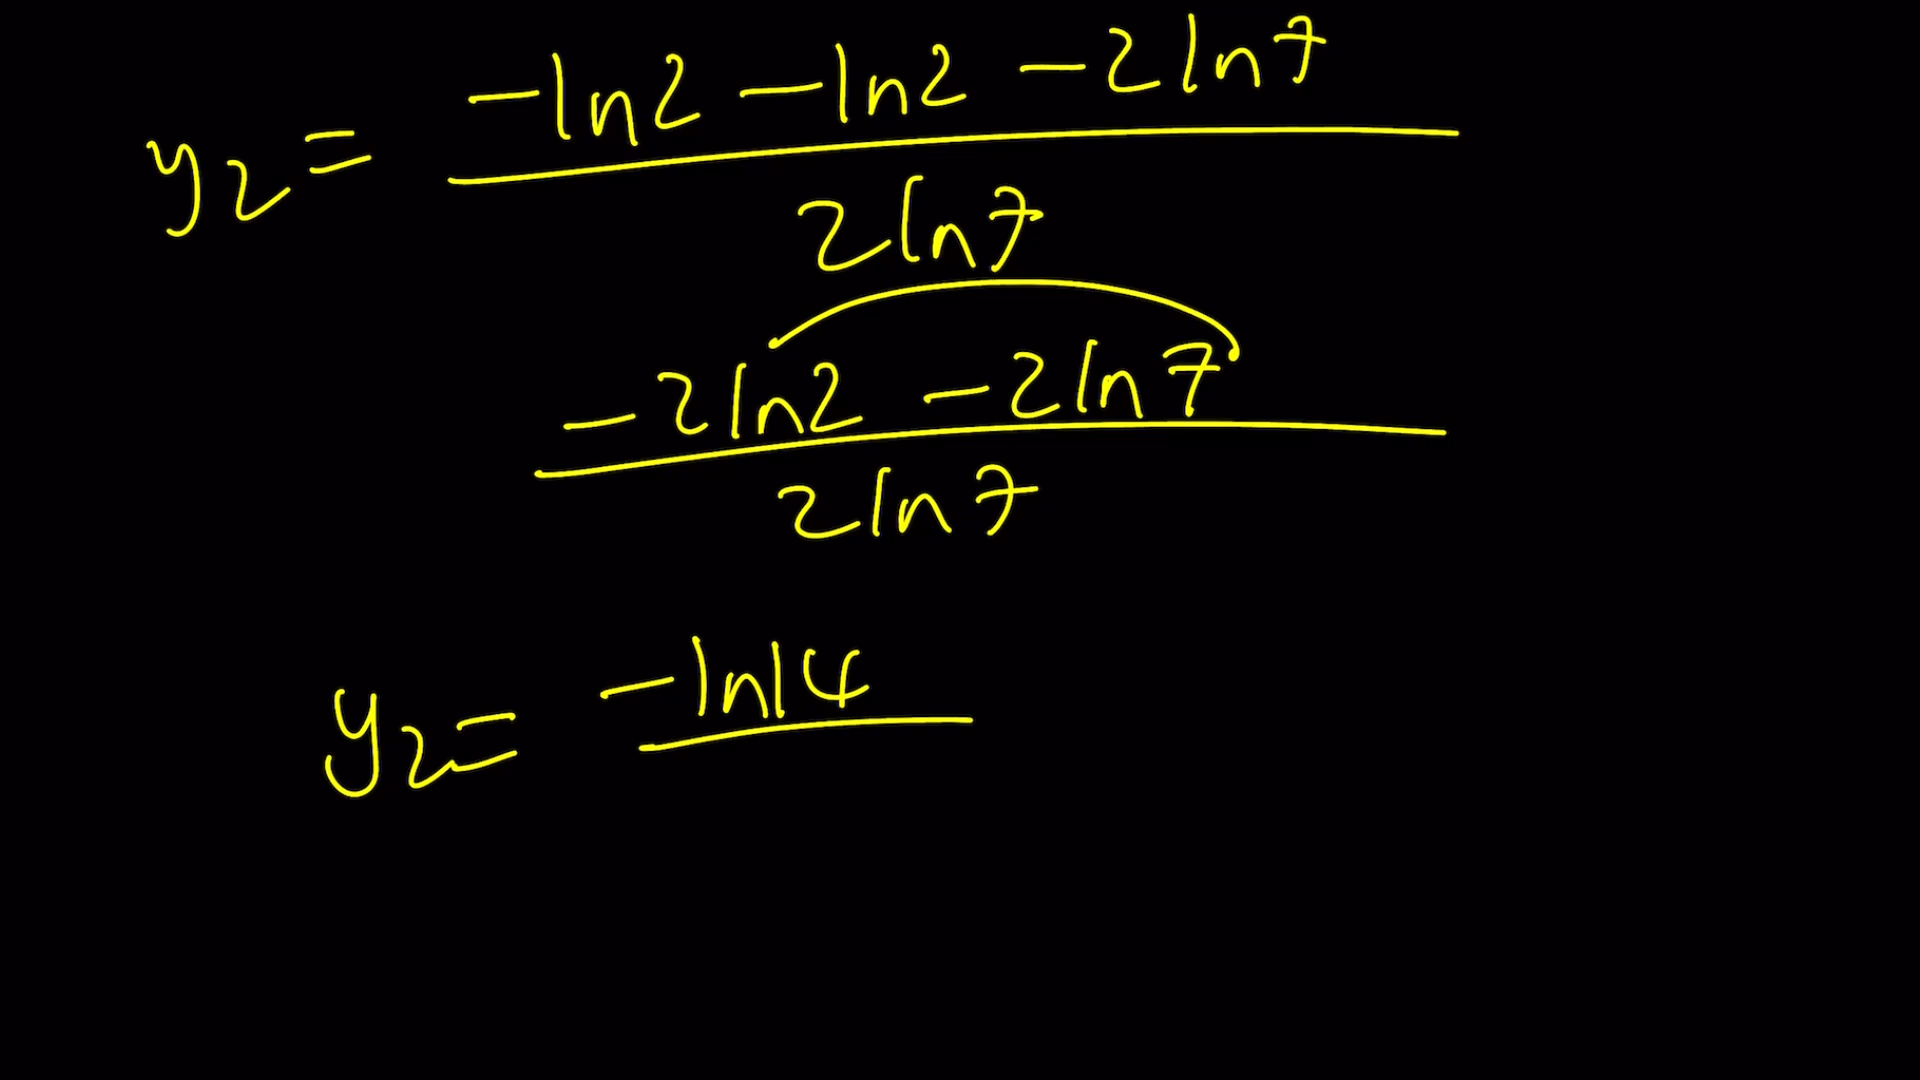 y₂ = (-ln2 - ln2 - 2ln7) / (2ln7)
(-2ln2 - 2ln7) / (2ln7)
y₂ = -ln14 /